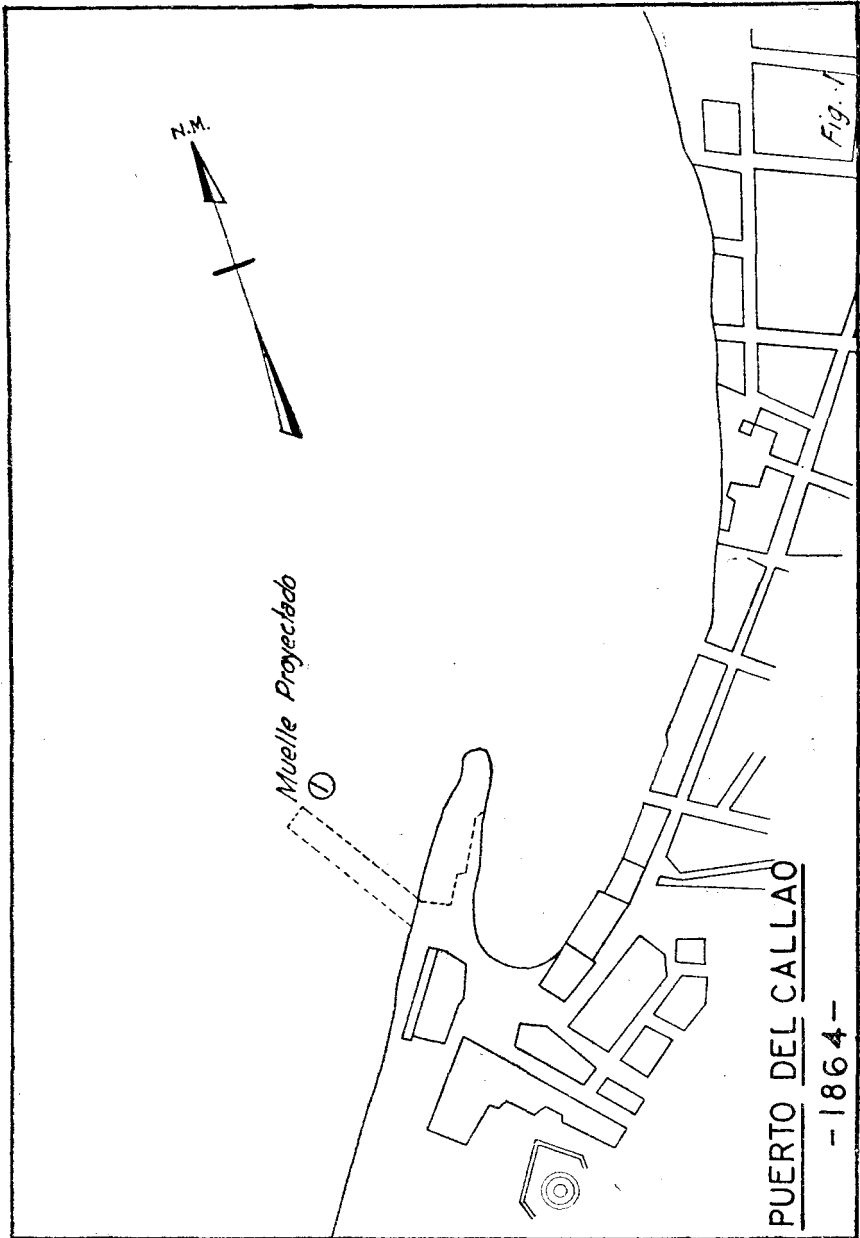 N.M.
Muelle Proyectado
1
PUERTO DEL CALLAO
-1864-
Fig. 1